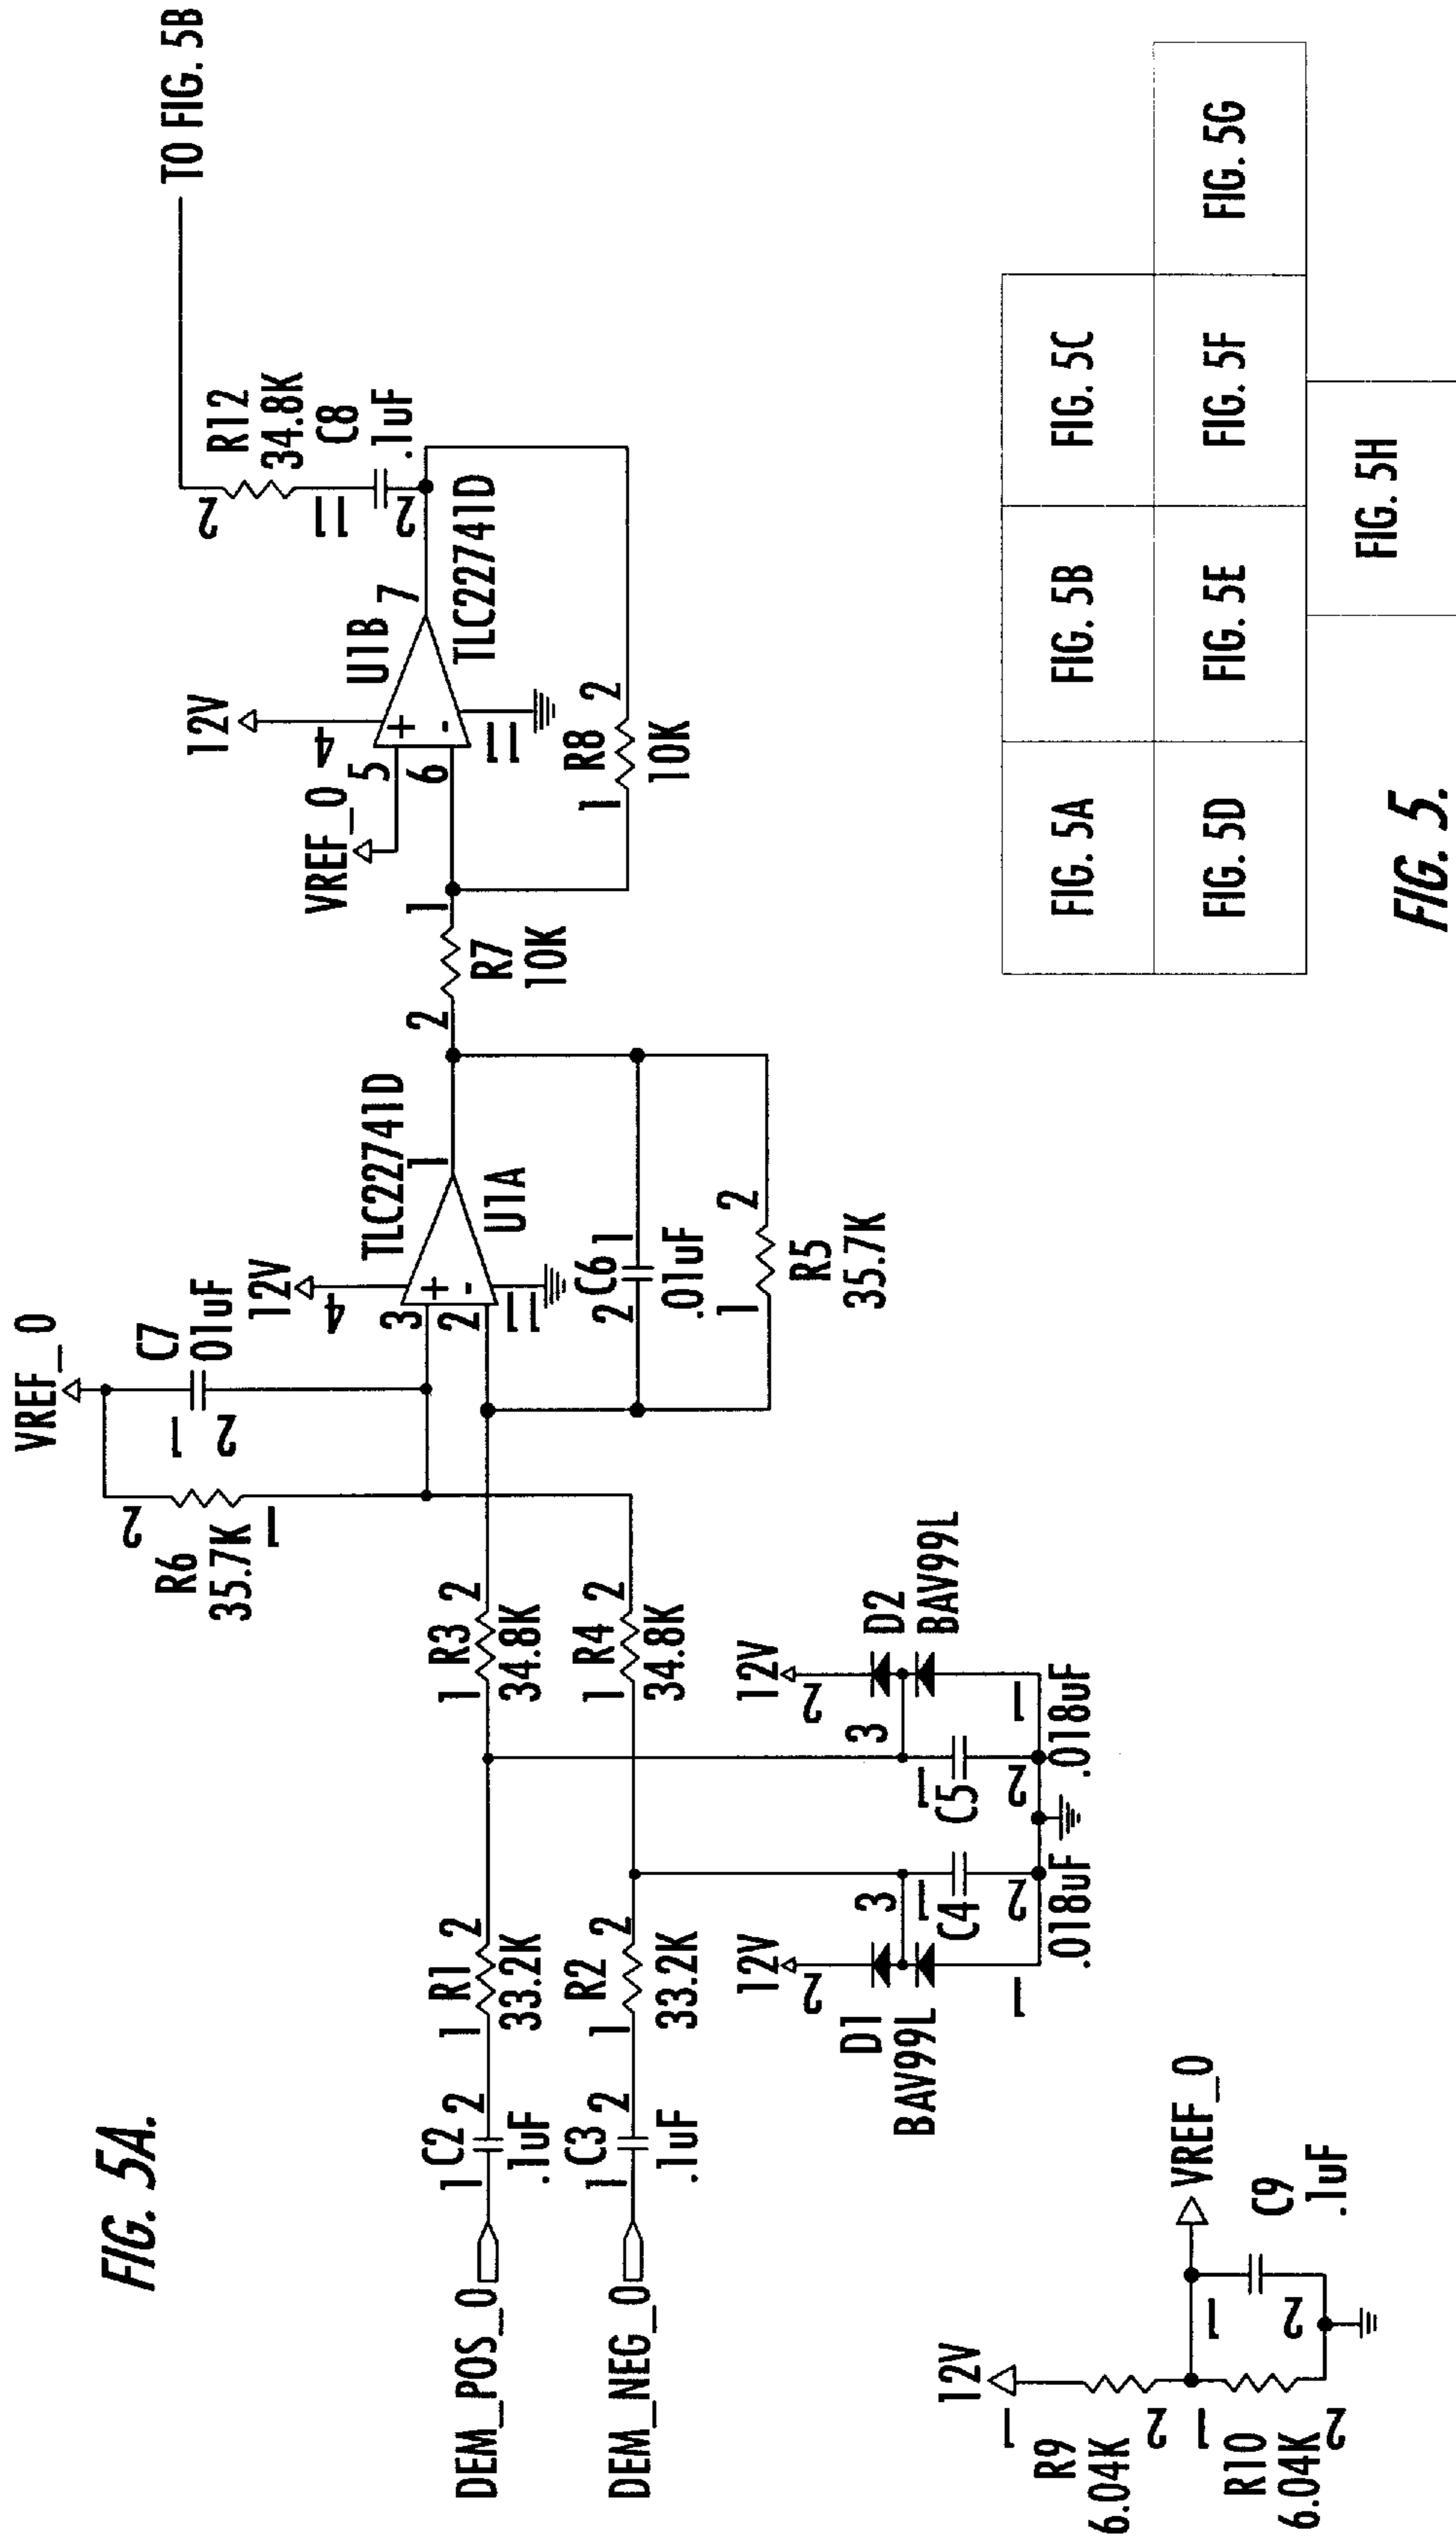 FIG. 5A.
DEM_POS_0
1 C2 2
.1uF
1 R1 2
33.2K
1 R3 2
34.8K
DEM_NEG_0
1 C3 2
.1uF
1 R2 2
33.2K
1 R4 2
34.8K
VREF_0
2
R6
35.7K
1
C7
01uF
1
2
12V
4
3
2
11
+
-
TLC22741D
1
U1A
2 C6 1
.01uF
1 2
R5
35.7K
2 1
R7
10K
VREF_0
12V
4
5
6
11
+
-
U1B
7
TLC22741D
1 R8 2
10K
2
R12
34.8K
11
C8
.1uF
2
TO FIG. 5B
12V
2
D1
BAV99L
3
1
1
C4
2
.018uF
12V
2
D2
BAV99L
3
1
1
C5
2
.018uF
12V
1
R9
6.04K
2
1
R10
6.04K
2
VREF_0
1
2
C9
.1uF
FIG. 5A
FIG. 5B
FIG. 5C
FIG. 5D
FIG. 5E
FIG. 5F
FIG. 5G
FIG. 5H
FIG. 5.